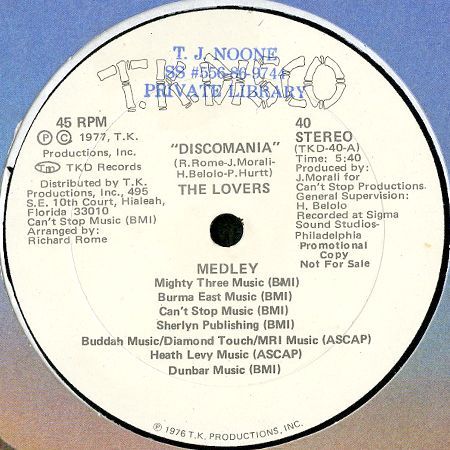 T. J. NOONE
SS
T.K. DISCO
PRIVATE LIBRARY
45 RPM
Ⓟ © 1977, T.K.
Productions, Inc.
Tm TKD Records
Distributed by T.K.
Productions, Inc., 495
S.E. 10th Court, Hialeah,
Florida 33010
Can't Stop Music (BMI)
Arranged by:
Richard Rome
"DISCOMANIA"
(R.Rome-J.Morali-
H.Belolo-P.Hurtt)
THE LOVERS
40
STEREO
(TKD-40-A)
Time: 5:40
Produced by:
J.Morali for
Can't Stop Productions.
General Supervision:
H. Belolo
Recorded at Sigma
Sound Studios-
Philadelphia
Promotional
Copy
Not For Sale
MEDLEY
Mighty Three Music (BMI)
Burma East Music (BMI)
Can't Stop Music (BMI)
Sherlyn Publishing (BMI)
Buddah Music/Diamond Touch/MRI Music (ASCAP)
Heath Levy Music (ASCAP)
Dunbar Music (BMI)
Ⓟ 1976 T.K. PRODUCTIONS, INC.